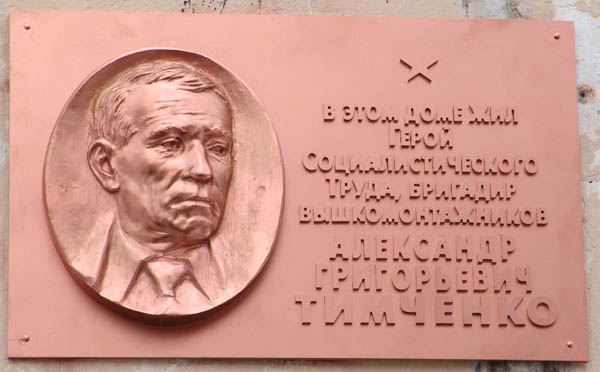 В ЭТОМ ДОМЕ ЖИЛ
ГЕРОЙ
СОЦИАЛИСТИЧЕСКОГО
ТРУДА, БРИГАДИР
ВЫШКОМОНТАЖНИКОВ
АЛЕКСАНДР
ГРИГОРЬЕВИЧ
ТИМЧЕНКО